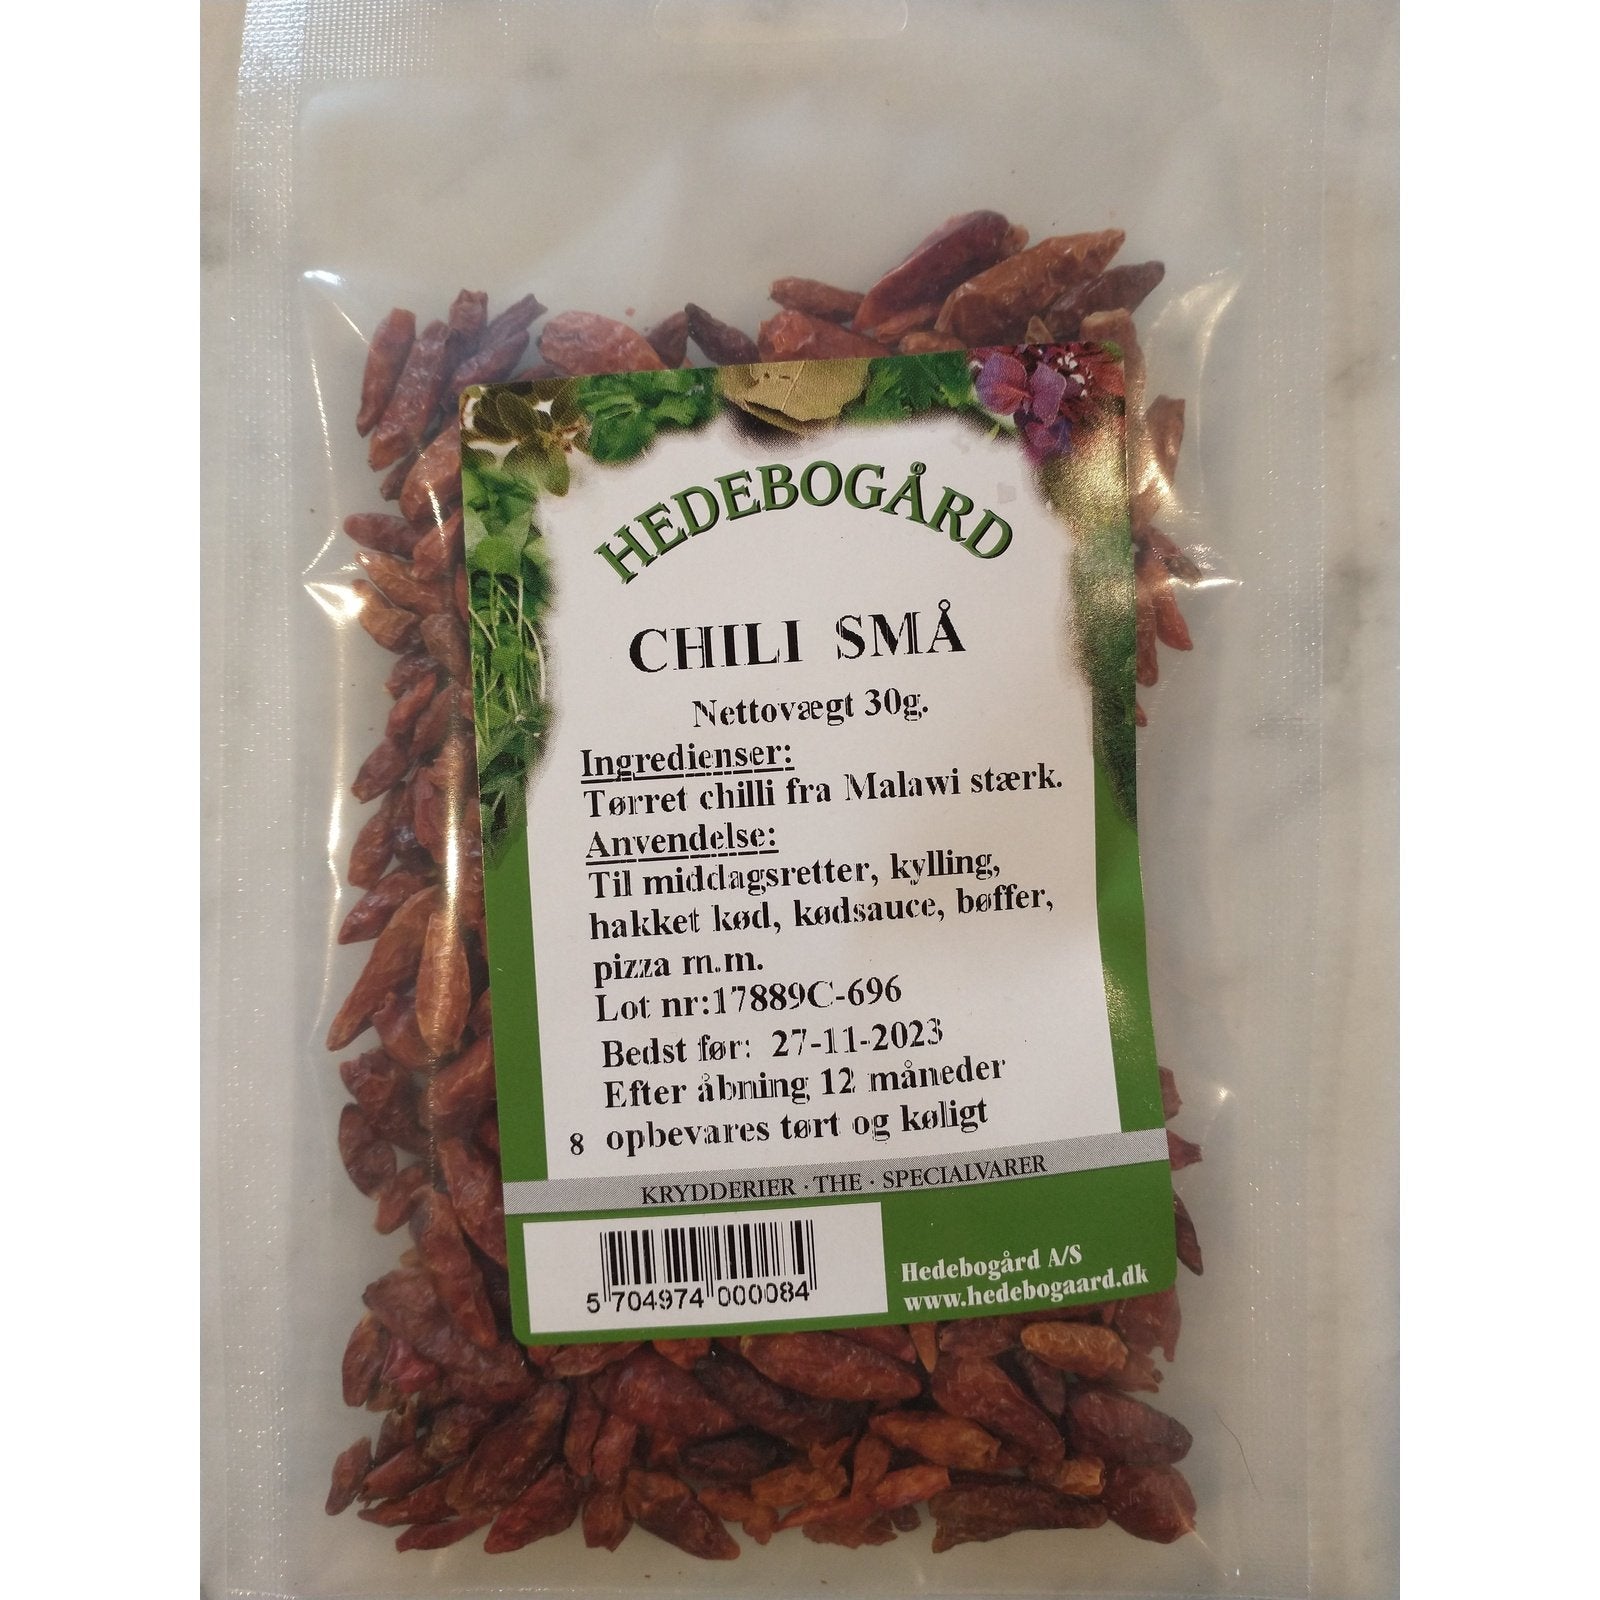 HEDEBOGÅRD
CHILI SMÅ
Nettovægt 30g.
Ingredienser:
Tørret chilli fra Malawi stærk.
Anvendelse:
Til middagsretter, kylling,
hakket kød, kødsauce, bøffer,
pizza m.m.
Lot nr:17889C-696
Bedst før: 27-11-2023
Efter åbning 12 måneder
8 opbevares tørt og køligt
KRYDDERIER · THE · SPECIALVARER
5 704974 000084
Hedebogård A/S
www.hedebogaard.dk